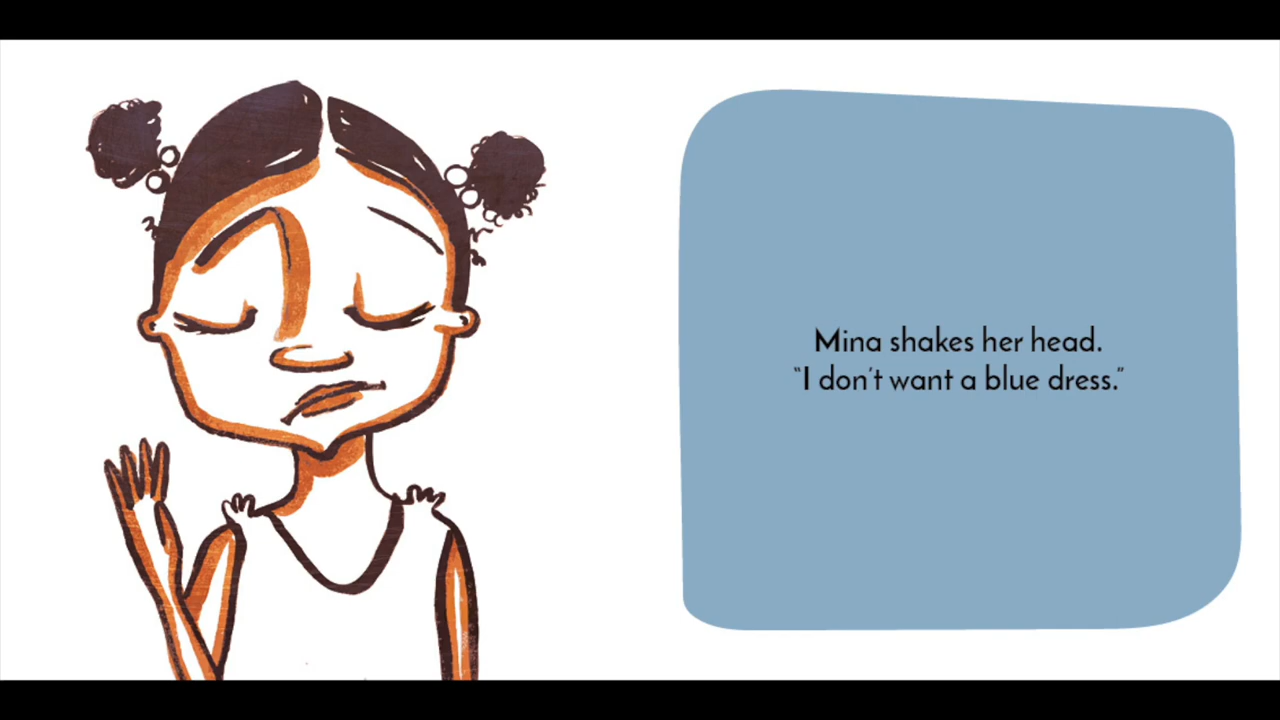 Mina shakes her head.
“I don’t want a blue dress.”